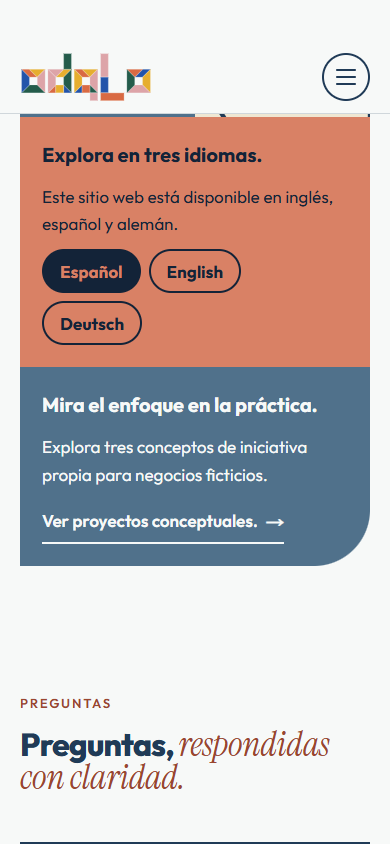 odaLo
Explora en tres idiomas.
Este sitio web está disponible en inglés,
español y alemán.
Español English
Deutsch
Mira el enfoque en la práctica.
Explora tres conceptos de iniciativa
propia para negocios ficticios.
Ver proyectos conceptuales. →
PREGUNTAS
Preguntas, respondidas
con claridad.